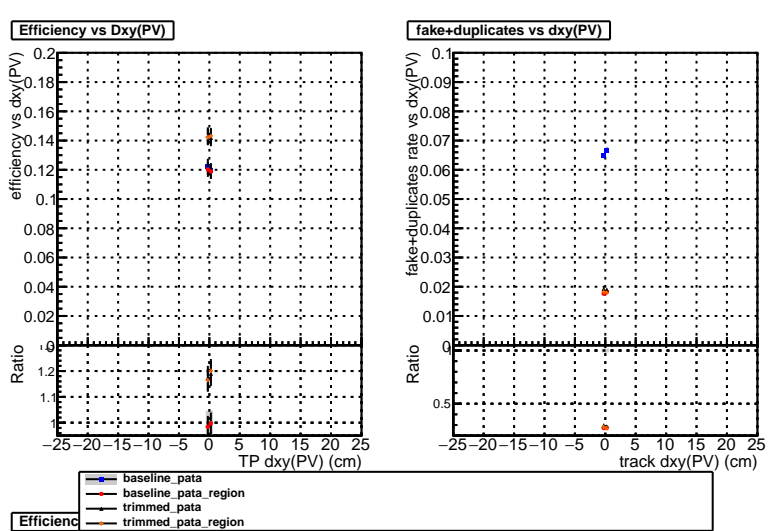 Efficiency vs Dxy(PV)
fake+duplicates vs dxy(PV)
efficiency vs dxy(PV)
0.2
0.18
0.16
0.14
0.12
0.1
0.08
0.06
0.04
0.02
0
fake+duplicates rate vs dxy(PV)
0.1
0.09
0.08
0.07
0.06
0.05
0.04
0.03
0.02
0.01
0
Ratio
1.2
1.1
1
−25 −20 −15 −10 −5 0 5 10 15 20 25
TP dxy(PV) (cm)
Ratio
0.5
−25 −20 −15 −10 −5 0 5 10 15 20 25
track dxy(PV) (cm)
baseline_pata
baseline_pata_region
trimmed_pata
trimmed_pata_region
Efficienc